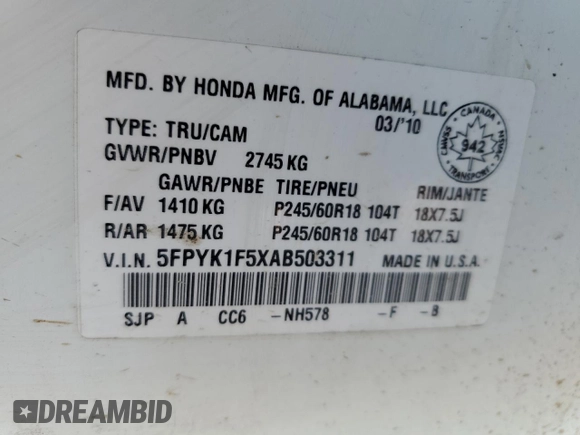 MFD. BY HONDA MFG. OF ALABAMA, LLC
03/'10
TYPE: TRU/CAM
GVWR/PNBV 2745 KG
GAWR/PNBE TIRE/PNEU RIM/JANTE
F/AV 1410 KG P245/60R18 104T 18X7.5J
R/AR 1475 KG P245/60R18 104T 18X7.5J
V.I.N. 5FPYK1F5XAB503311 MADE IN U.S.A.
SJP A CC6 -NH578 -F -B
CANADA
942
TRANSPORT
DREAMBID